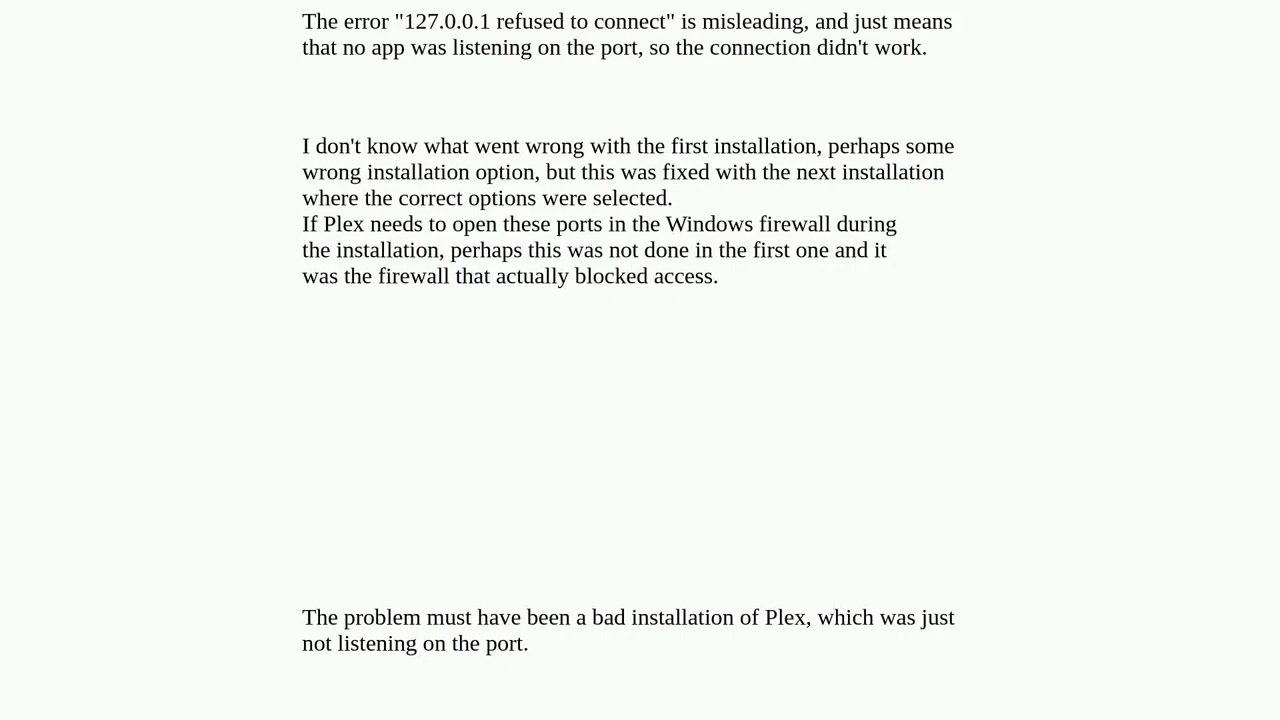 The error "127.0.0.1 refused to connect" is misleading, and just means
that no app was listening on the port, so the connection didn't work.
I don't know what went wrong with the first installation, perhaps some
wrong installation option, but this was fixed with the next installation
where the correct options were selected.
If Plex needs to open these ports in the Windows firewall during
the installation, perhaps this was not done in the first one and it
was the firewall that actually blocked access.
The problem must have been a bad installation of Plex, which was just
not listening on the port.